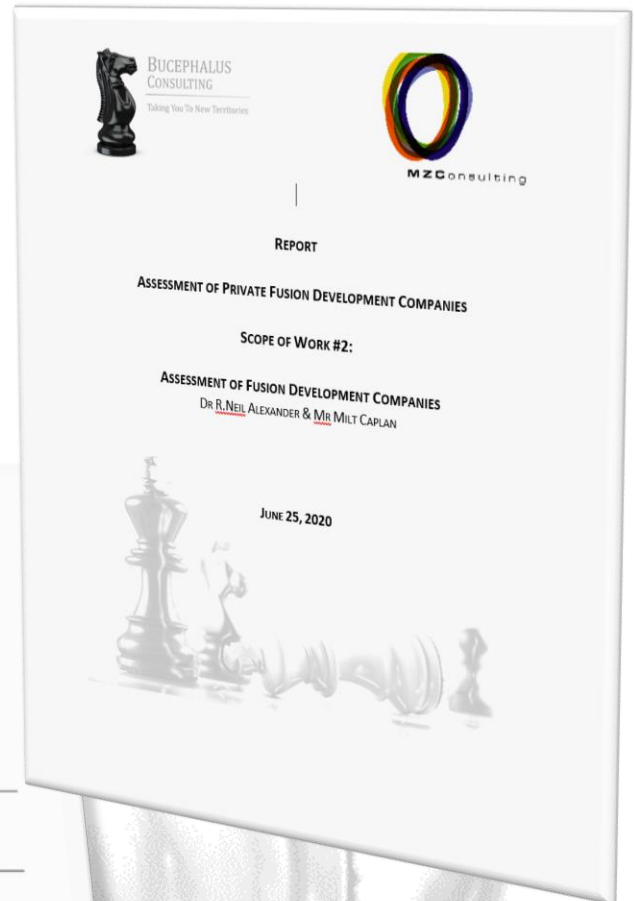 BUCEPHALUS
CONSULTING
Taking You To New Territories
MZConsulting
REPORT
ASSESSMENT OF PRIVATE FUSION DEVELOPMENT COMPANIES
SCOPE OF WORK #2:
ASSESSMENT OF FUSION DEVELOPMENT COMPANIES
DR R.NEIL ALEXANDER & MR MILT CAPLAN
JUNE 25, 2020